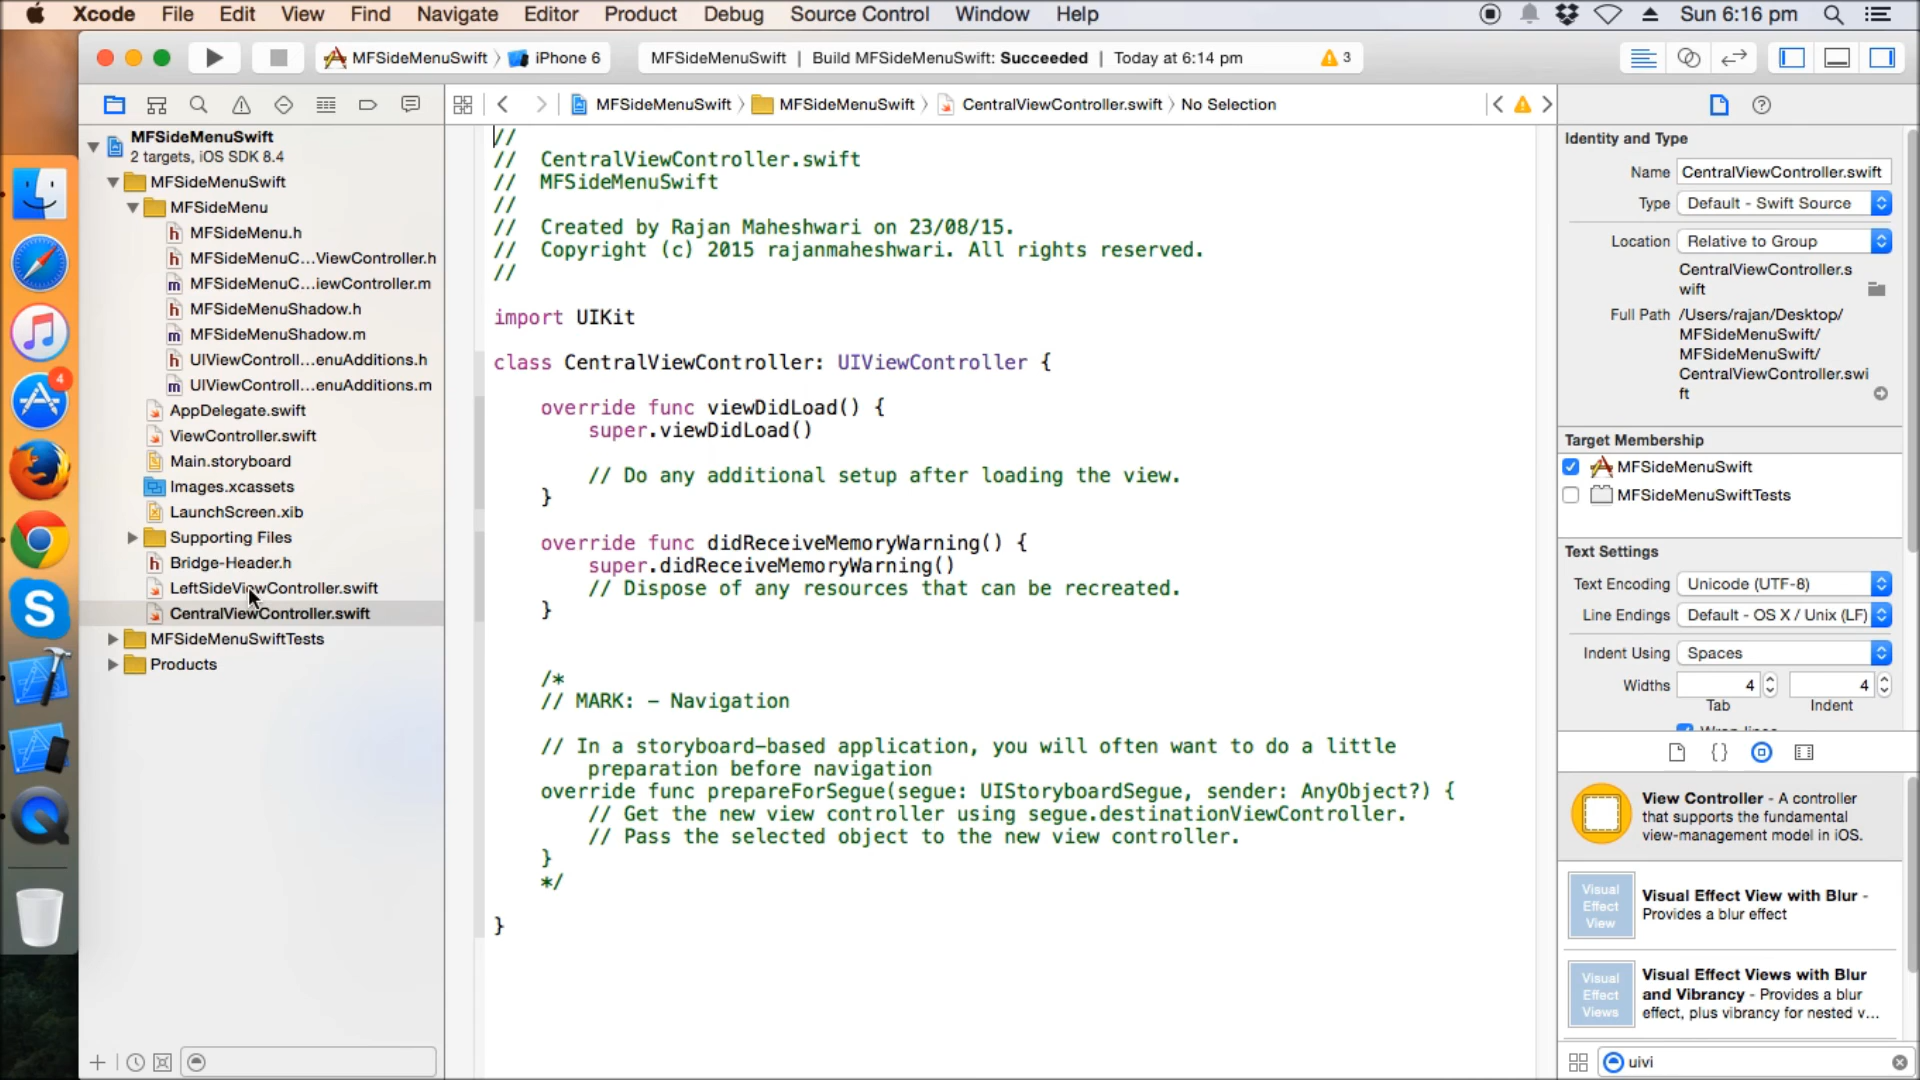 Xcode File Edit View Find Navigate Editor Product Debug Source Control Window Help Sun 6:16 pm
MFSideMenuSwift 〉 iPhone 6
MFSideMenuSwift | Build MFSideMenuSwift: Succeeded | Today at 6:14 pm 3
MFSideMenuSwift 〉 MFSideMenuSwift 〉 CentralViewController.swift 〉 No Selection
MFSideMenuSwift
2 targets, iOS SDK 8.4
MFSideMenuSwift
MFSideMenu
MFSideMenu.h
MFSideMenuC...ViewController.h
MFSideMenuC...iewController.m
MFSideMenuShadow.h
MFSideMenuShadow.m
UIViewControll...enuAdditions.h
UIViewControll...enuAdditions.m
AppDelegate.swift
ViewController.swift
Main.storyboard
Images.xcassets
LaunchScreen.xib
Supporting Files
Bridge-Header.h
LeftSideViewController.swift
CentralViewController.swift
MFSideMenuSwiftTests
Products
4
//
//  CentralViewController.swift
//  MFSideMenuSwift
//
//  Created by Rajan Maheshwari on 23/08/15.
//  Copyright (c) 2015 rajanmaheshwari. All rights reserved.
//
import UIKit
class CentralViewController: UIViewController {
override func viewDidLoad() {
super.viewDidLoad()
// Do any additional setup after loading the view.
}
override func didReceiveMemoryWarning() {
super.didReceiveMemoryWarning()
// Dispose of any resources that can be recreated.
}
/*
// MARK: - Navigation
// In a storyboard-based application, you will often want to do a little
preparation before navigation
override func prepareForSegue(segue: UIStoryboardSegue, sender: AnyObject?) {
// Get the new view controller using segue.destinationViewController.
// Pass the selected object to the new view controller.
}
*/
}
Identity and Type
Name CentralViewController.swift
Type Default - Swift Source
Location Relative to Group
CentralViewController.s
wift
Full Path /Users/rajan/Desktop/
MFSideMenuSwift/
MFSideMenuSwift/
CentralViewController.swi
ft
Target Membership
MFSideMenuSwift
MFSideMenuSwiftTests
Text Settings
Text Encoding Unicode (UTF-8)
Line Endings Default - OS X / Unix (LF)
Indent Using Spaces
Widths 4 4
Tab Indent
Wrap lines
View Controller - A controller
that supports the fundamental
view-management model in iOS.
Visual
Effect
View
Visual Effect View with Blur -
Provides a blur effect
Visual
Effect
Views
Visual Effect Views with Blur
and Vibrancy - Provides a blur
effect, plus vibrancy for nested v...
uivi